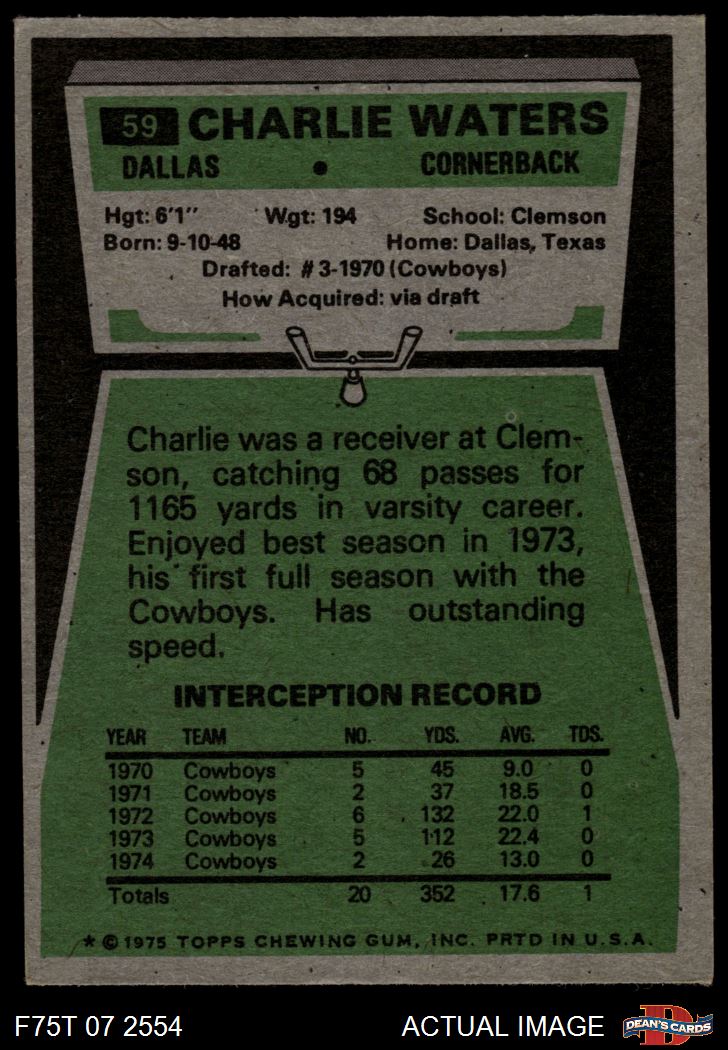 59 CHARLIE WATERS
DALLAS • CORNERBACK
Hgt: 6'1" Wgt: 194 School: Clemson
Born: 9-10-48 Home: Dallas, Texas
Drafted: #3-1970 (Cowboys)
How Acquired: via draft
Charlie was a receiver at Clem-
son, catching 68 passes for
1165 yards in varsity career.
Enjoyed best season in 1973,
his first full season with the
Cowboys. Has outstanding
speed.
INTERCEPTION RECORD
YEAR TEAM NO. YDS. AVG. TDS.
1970 Cowboys 5 45 9.0 0
1971 Cowboys 2 37 18.5 0
1972 Cowboys 6 132 22.0 1
1973 Cowboys 5 112 22.4 0
1974 Cowboys 2 26 13.0 0
Totals 20 352 17.6 1
* © 1975 TOPPS CHEWING GUM, INC. PRTD IN U.S.A.
F75T 07 2554 ACTUAL IMAGE D DEAN'S CARDS